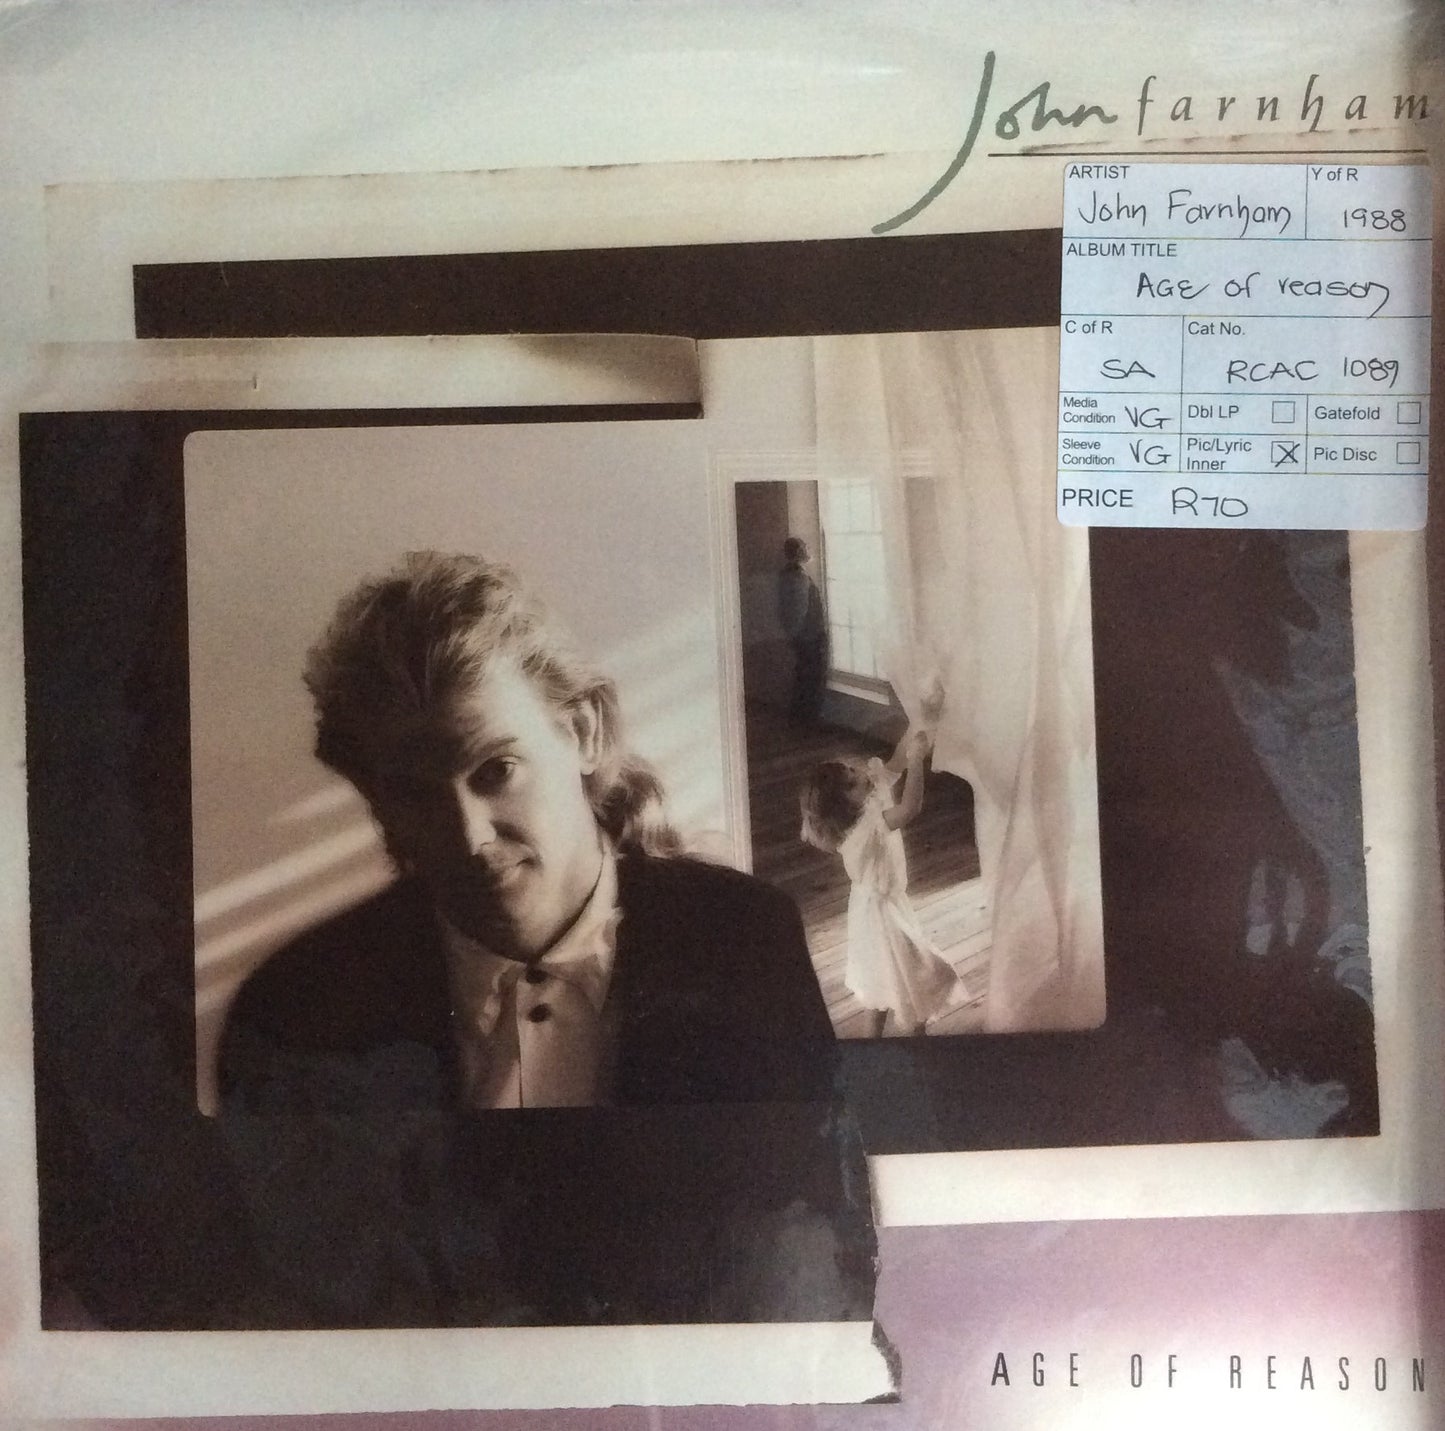 John farnham
ARTIST Y of R
John Farnham 1988
ALBUM TITLE
AGE of reason
C of R Cat No.
SA RCAC 1089
Media
Condition VG Dbl LP Gatefold
Sleeve
Condition VG Pic/Lyric
Inner X Pic Disc
PRICE R70
AGE OF REASON